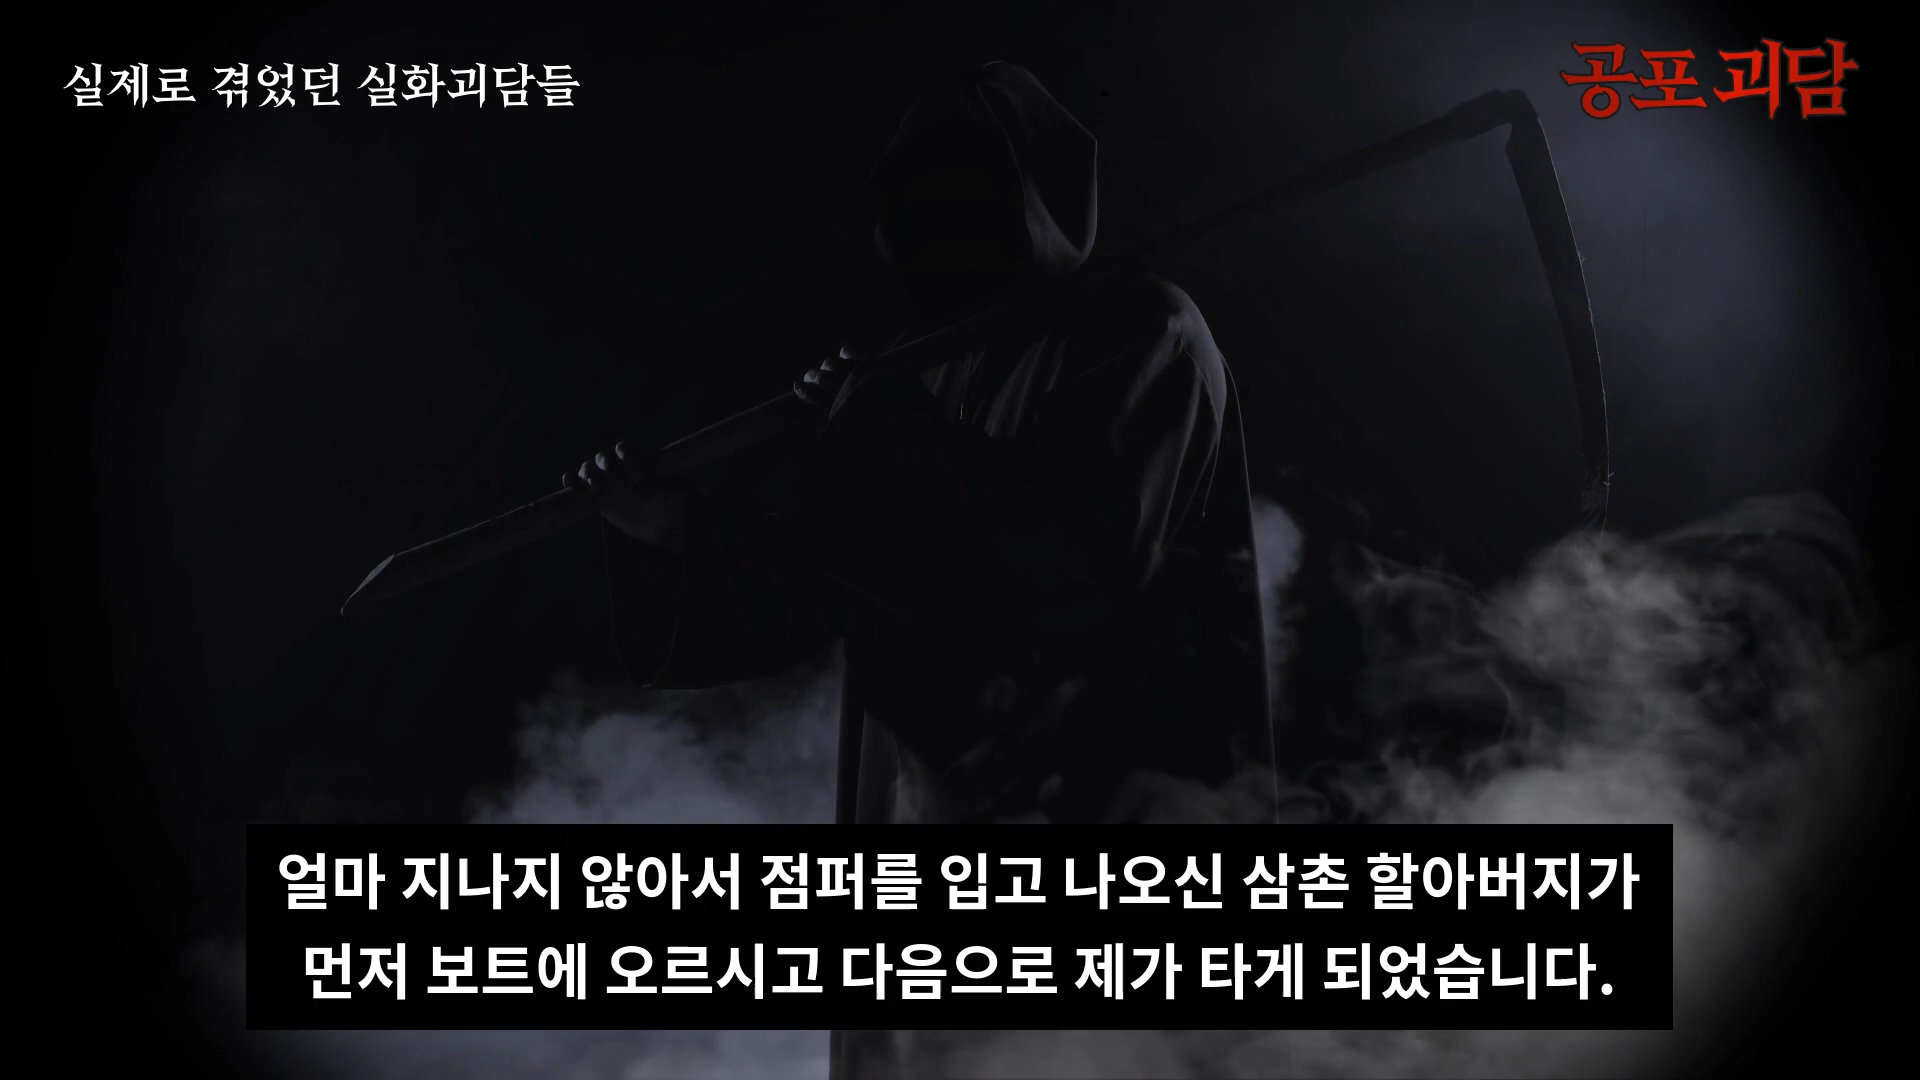 실제로 겪었던 실화괴담들
공포 괴담
얼마 지나지 않아서 점퍼를 입고 나오신 삼촌 할아버지가
먼저 보트에 오르시고 다음으로 제가 타게 되었습니다.